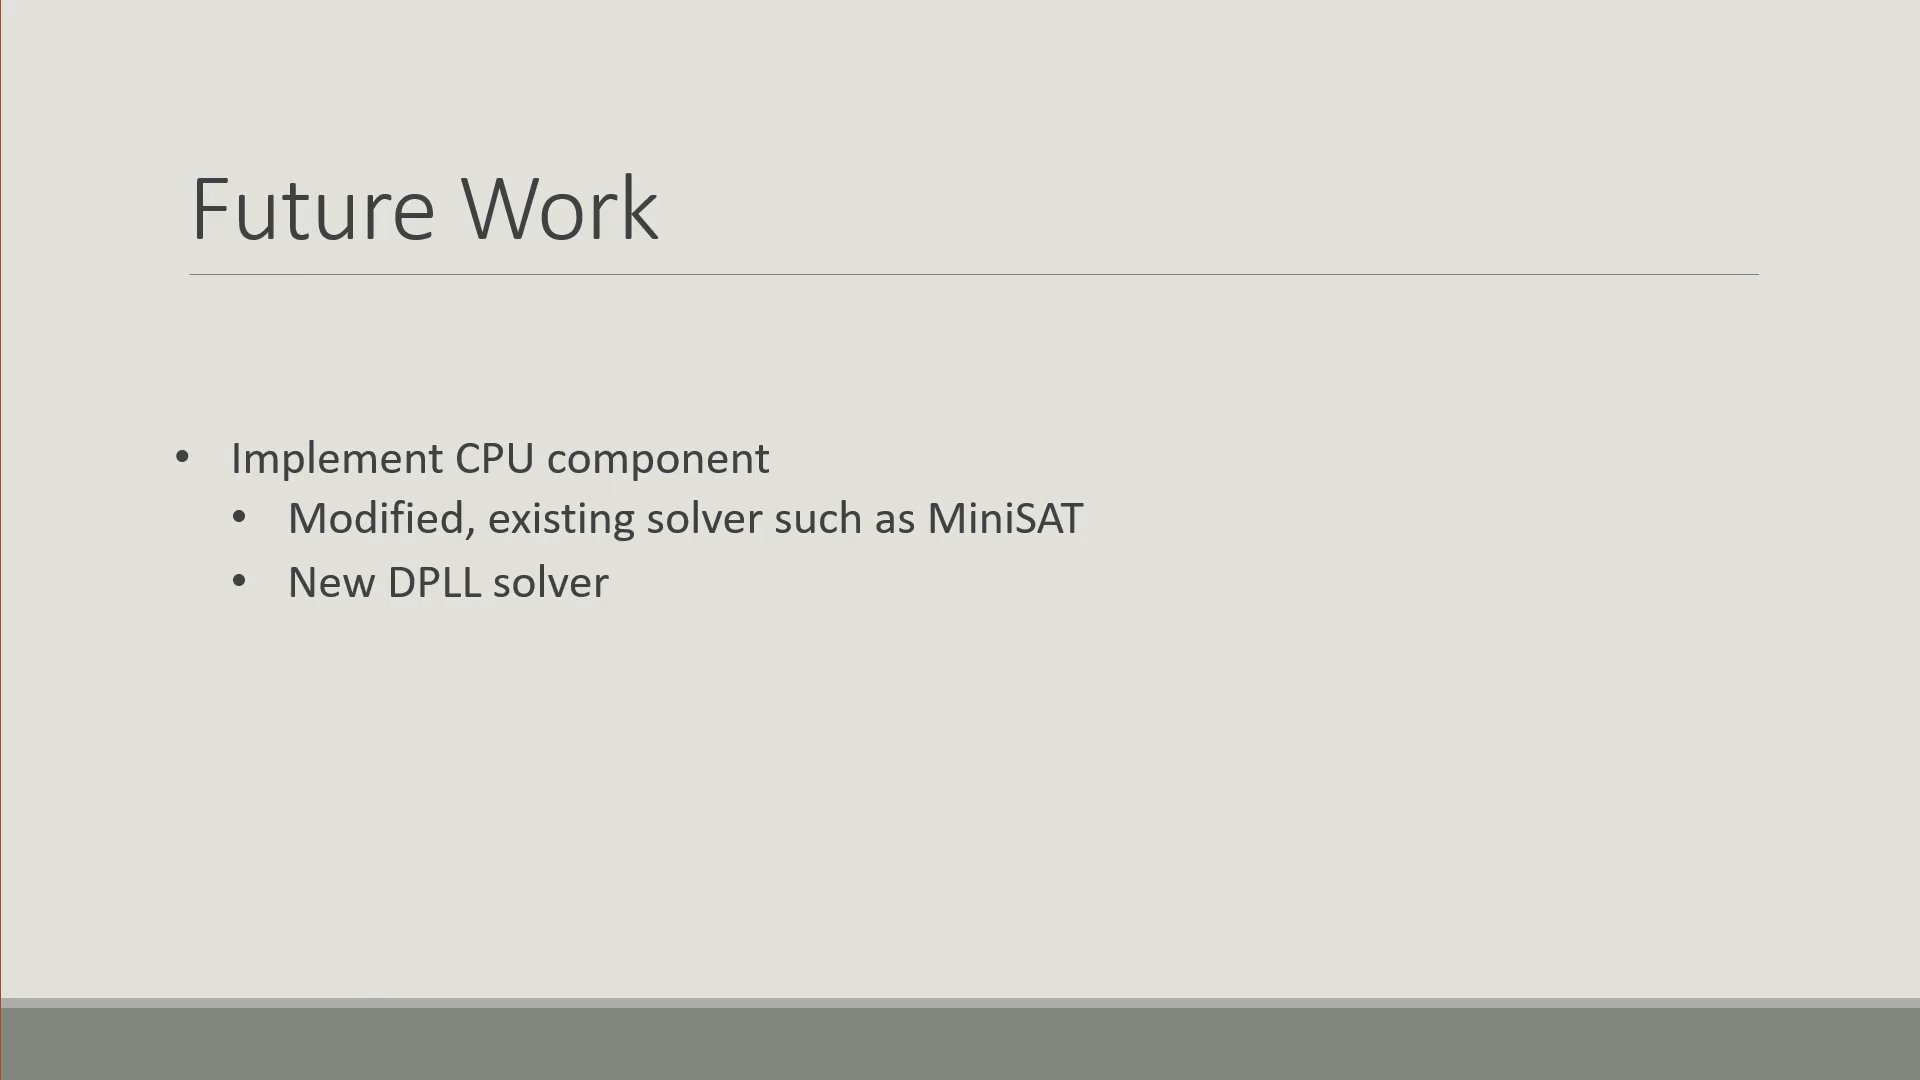 Future Work
• Implement CPU component
• Modified, existing solver such as MiniSAT
• New DPLL solver